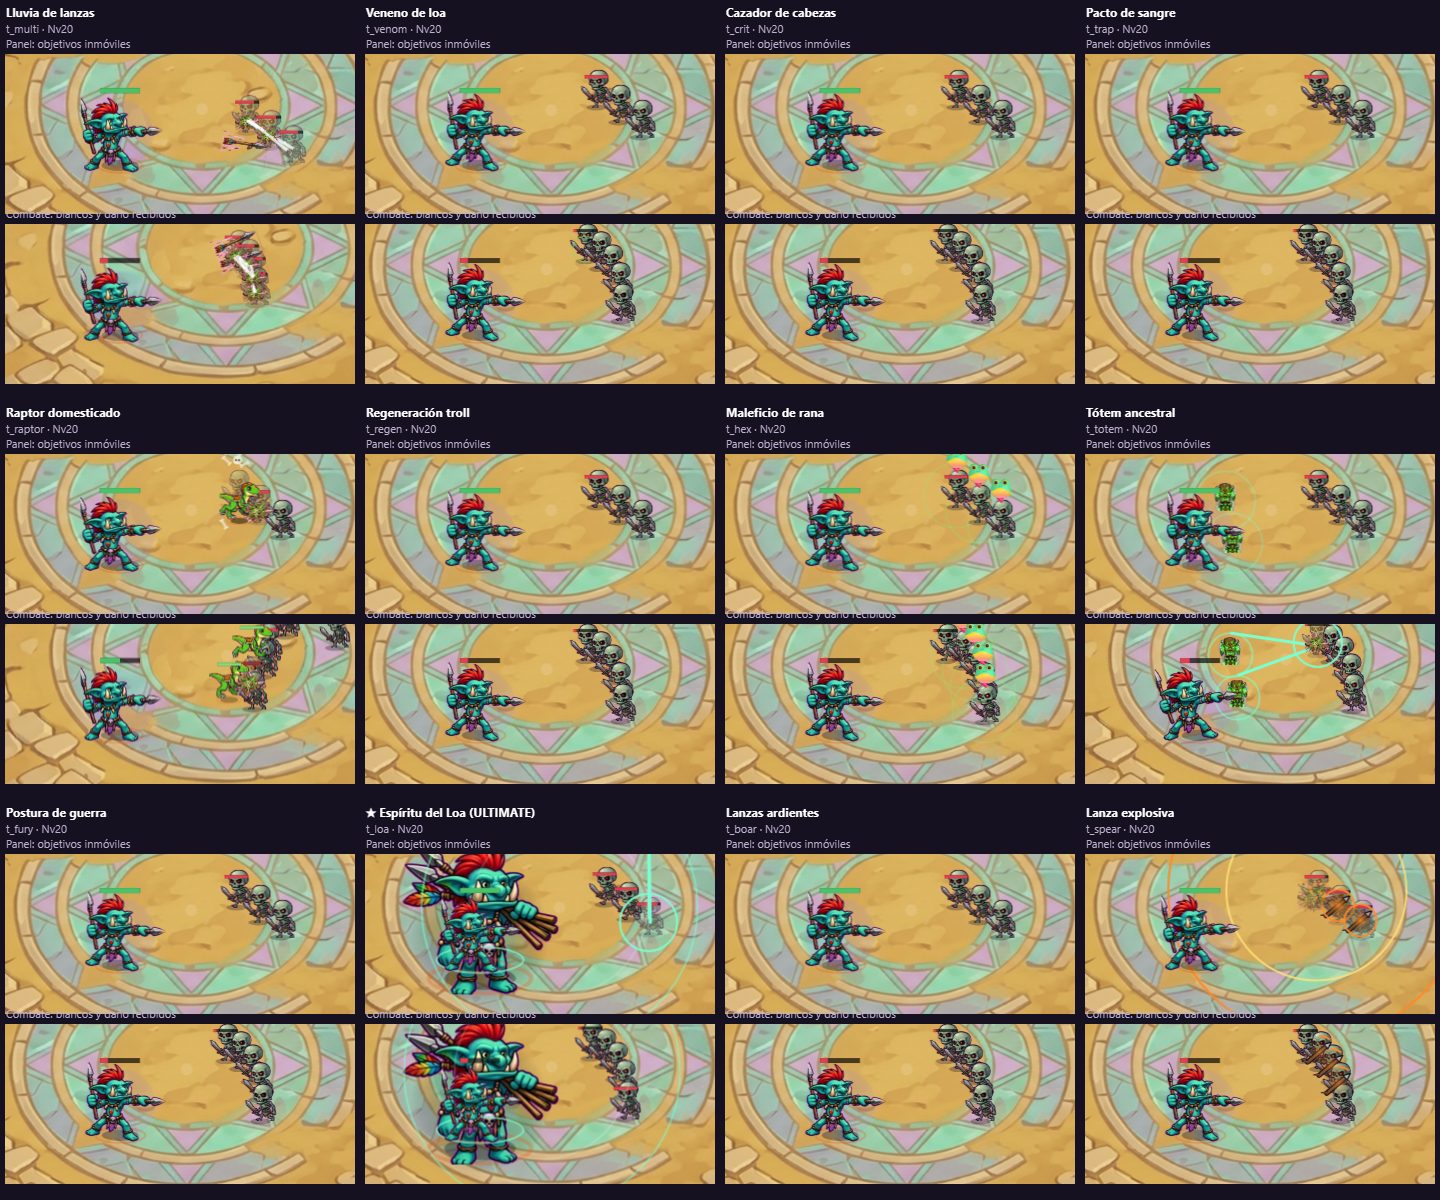 Lluvia de lanzas
t_multi · Nv20
Panel: objetivos inmóviles
Combate, blancos y daño recibidos
Veneno de loa
t_venom · Nv20
Panel: objetivos inmóviles
Combate, blancos y daño recibidos
Cazador de cabezas
t_crit · Nv20
Panel: objetivos inmóviles
Combate, blancos y daño recibidos
Pacto de sangre
t_trap · Nv20
Panel: objetivos inmóviles
Combate, blancos y daño recibidos
Raptor domesticado
t_raptor · Nv20
Panel: objetivos inmóviles
Combate, blancos y daño recibidos
Regeneración troll
t_regen · Nv20
Panel: objetivos inmóviles
Combate, blancos y daño recibidos
Maleficio de rana
t_hex · Nv20
Panel: objetivos inmóviles
Combate, blancos y daño recibidos
Tótem ancestral
t_totem · Nv20
Panel: objetivos inmóviles
Combate, blancos y daño recibidos
Postura de guerra
t_fury · Nv20
Panel: objetivos inmóviles
Combate, blancos y daño recibidos
★ Espíritu del Loa (ULTIMATE)
t_loa · Nv20
Panel: objetivos inmóviles
Combate, blancos y daño recibidos
Lanzas ardientes
t_boar · Nv20
Panel: objetivos inmóviles
Combate, blancos y daño recibidos
Lanza explosiva
t_spear · Nv20
Panel: objetivos inmóviles
Combate, blancos y daño recibidos